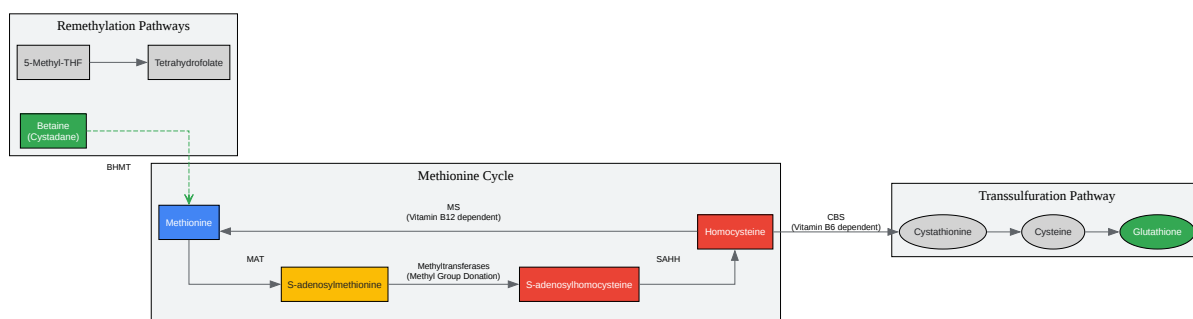 Remethylation Pathways
5-Methyl-THF
Tetrahydrofolate
Betaine
(Cystadane)
BHMT
Methionine Cycle
Methionine
MS
(Vitamin B12 dependent)
Homocysteine
MAT
S-adenosylmethionine
Methyltransferases
(Methyl Group Donation)
S-adenosylhomocysteine
SAHH
CBS
(Vitamin B6 dependent)
Transsulfuration Pathway
Cystathionine
Cysteine
Glutathione